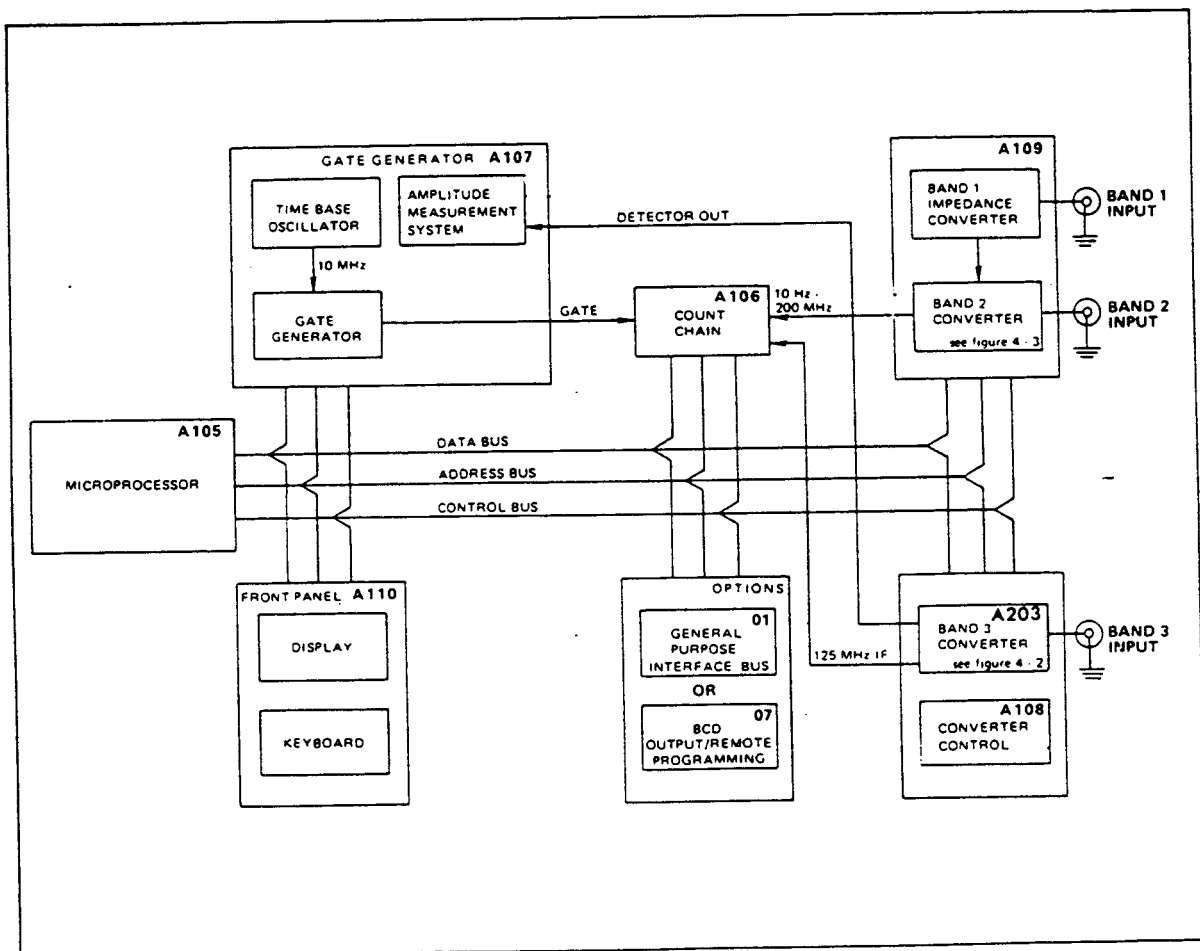 GATE GENERATOR A107
TIME BASE
OSCILLATOR
AMPLITUDE
MEASUREMENT
SYSTEM
10 MHz
GATE
GENERATOR
DETECTOR OUT
GATE
A106
COUNT
CHAIN
10 Hz -
200 MHz
A109
BAND 1
IMPEDANCE
CONVERTER
BAND 1
INPUT
BAND 2
CONVERTER
see figure 4 - 3
BAND 2
INPUT
A105
MICROPROCESSOR
DATA BUS
ADDRESS BUS
CONTROL BUS
FRONT PANEL A110
DISPLAY
KEYBOARD
OPTIONS
01
GENERAL
PURPOSE
INTERFACE BUS
OR
07
BCD
OUTPUT/REMOTE
PROGRAMMING
125 MHz IF
A203
BAND 3
CONVERTER
see figure 4 - 2
BAND 3
INPUT
A108
CONVERTER
CONTROL